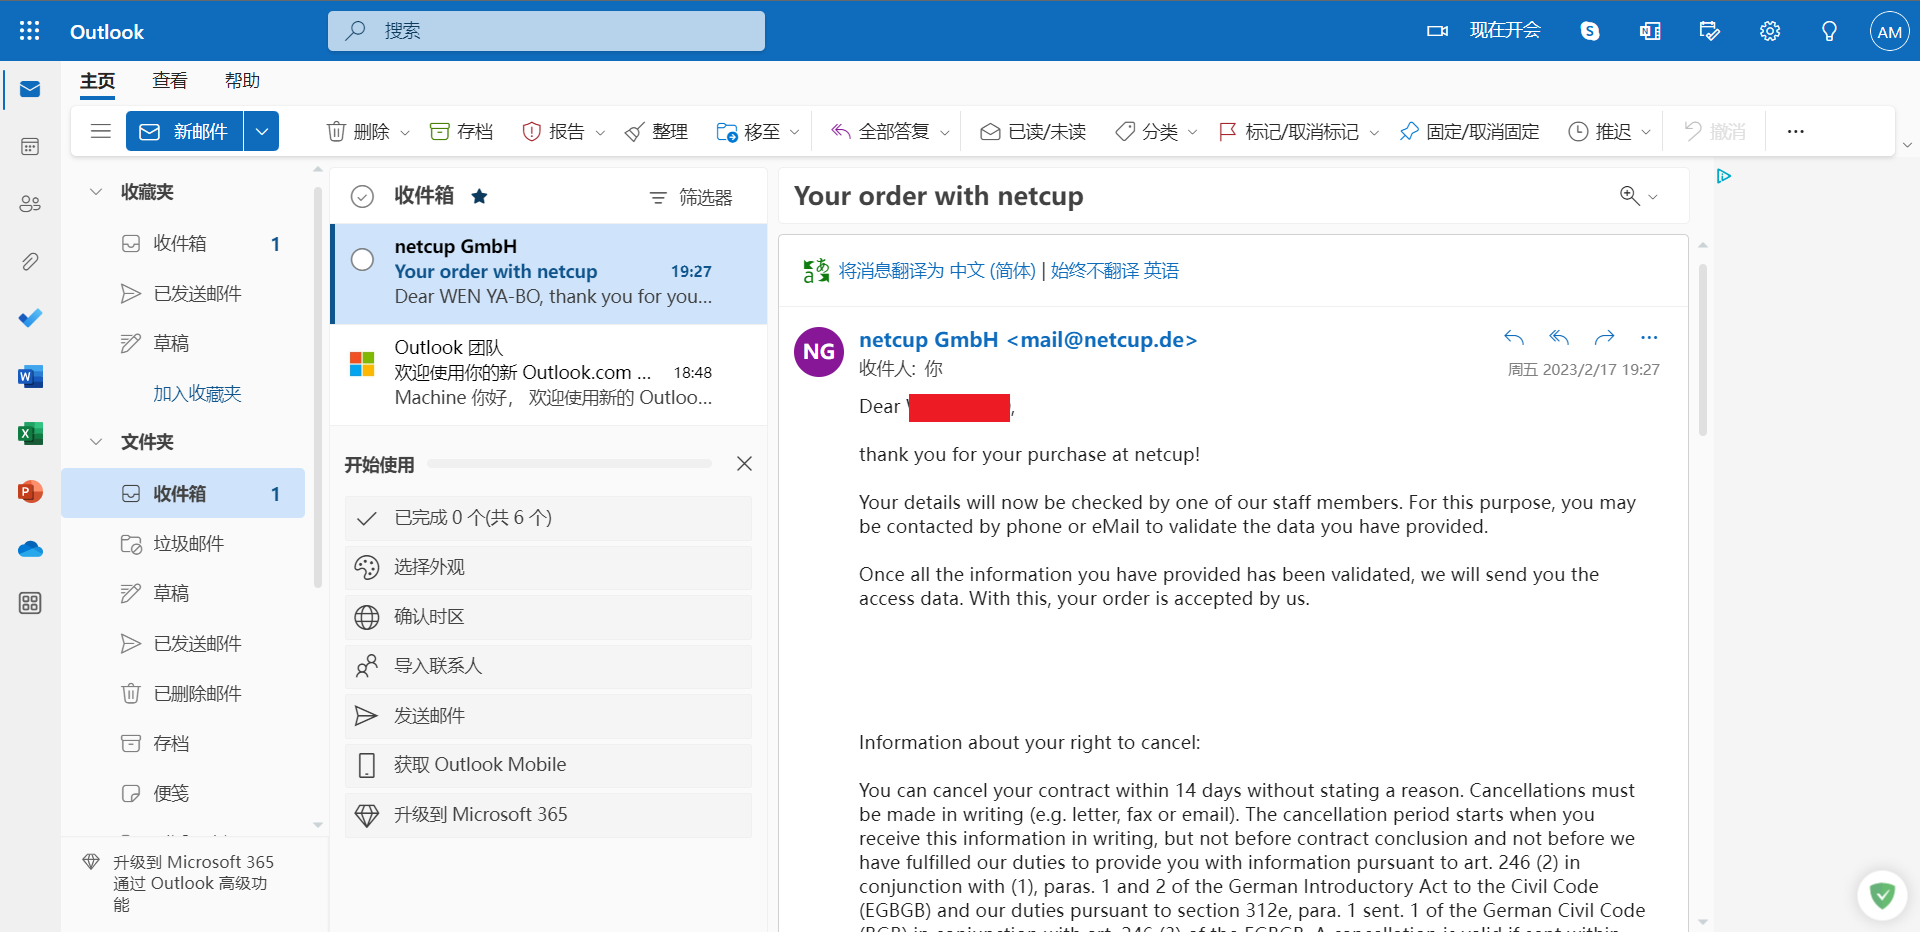 Outlook
搜索
现在开会
AM
主页
查看
帮助
新邮件
删除
存档
报告
整理
移至
全部答复
已读/未读
分类
标记/取消标记
固定/取消固定
推迟
撤消
收藏夹
收件箱 1
已发送邮件
草稿
加入收藏夹
文件夹
收件箱 1
垃圾邮件
草稿
已发送邮件
已删除邮件
存档
便笺
升级到 Microsoft 365
通过 Outlook 高级功
能
收件箱
筛选器
netcup GmbH
Your order with netcup 19:27
Dear WEN YA-BO, thank you for you...
Outlook 团队
欢迎使用你的新 Outlook.com ... 18:48
Machine 你好， 欢迎使用新的 Outloo...
开始使用
已完成 0 个(共 6 个)
选择外观
确认时区
导入联系人
发送邮件
获取 Outlook Mobile
升级到 Microsoft 365
Your order with netcup
将消息翻译为 中文 (简体) | 始终不翻译 英语
NG
netcup GmbH <mail@netcup.de>
收件人: 你
周五 2023/2/17 19:27
Dear
thank you for your purchase at netcup!
Your details will now be checked by one of our staff members. For this purpose, you may
be contacted by phone or eMail to validate the data you have provided.
Once all the information you have provided has been validated, we will send you the
access data. With this, your order is accepted by us.
Information about your right to cancel:
You can cancel your contract within 14 days without stating a reason. Cancellations must
be made in writing (e.g. letter, fax or email). The cancellation period starts when you
receive this information in writing, but not before contract conclusion and not before we
have fulfilled our duties to provide you with information pursuant to art. 246 (2) in
conjunction with (1), paras. 1 and 2 of the German Introductory Act to the Civil Code
(EGBGB) and our duties pursuant to section 312e, para. 1 sent. 1 of the German Civil Code